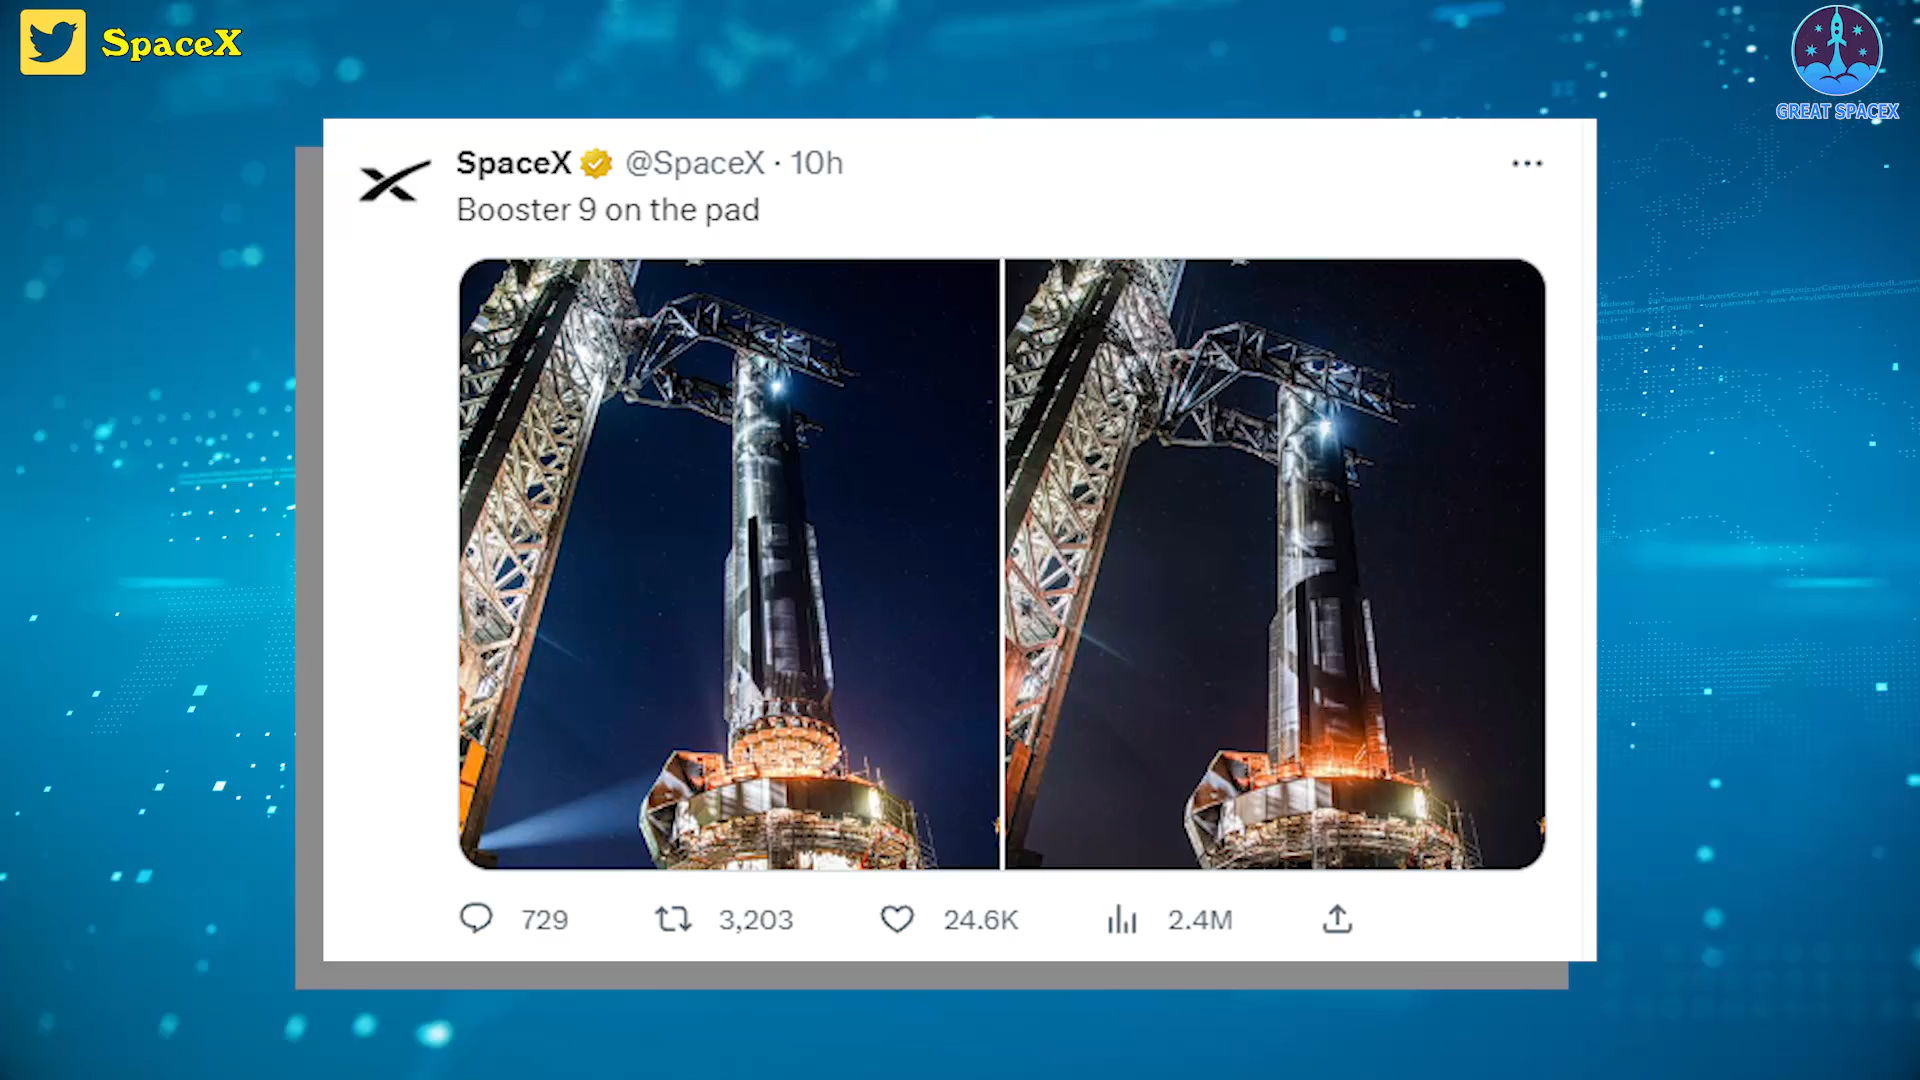 SpaceX
GREAT SPACEX
SpaceX @SpaceX · 10h
Booster 9 on the pad
729 3,203 24.6K 2.4M